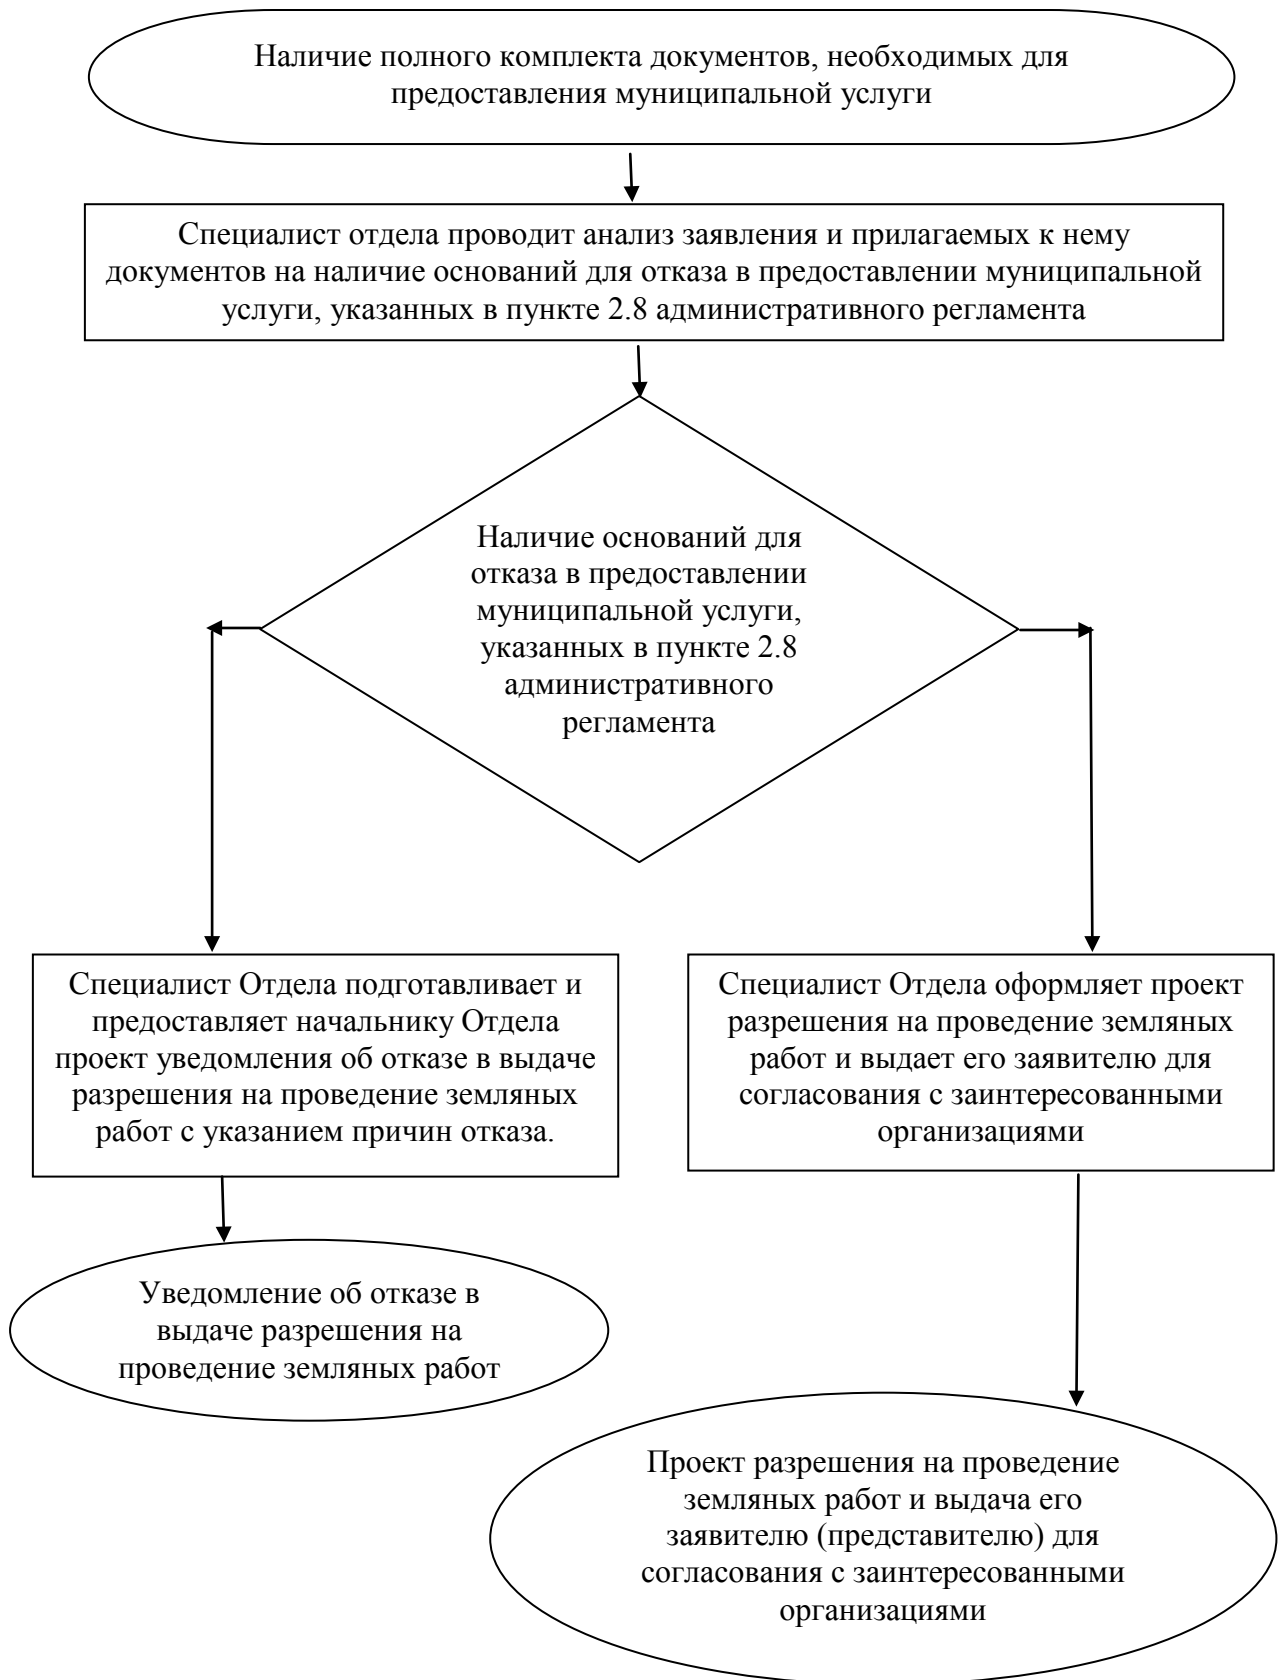 Наличие полного комплекта документов, необходимых для
предоставления муниципальной услуги
Специалист отдела проводит анализ заявления и прилагаемых к нему
документов на наличие оснований для отказа в предоставлении муниципальной
услуги, указанных в пункте 2.8 административного регламента
Наличие оснований для
отказа в предоставлении
муниципальной услуги,
указанных в пункте 2.8
административного
регламента
Специалист Отдела подготавливает и
предоставляет начальнику Отдела
проект уведомления об отказе в выдаче
разрешения на проведение земляных
работ с указанием причин отказа.
Специалист Отдела оформляет проект
разрешения на проведение земляных
работ и выдает его заявителю для
согласования с заинтересованными
организациями
Уведомление об отказе в
выдаче разрешения на
проведение земляных работ
Проект разрешения на проведение
земляных работ и выдача его
заявителю (представителю) для
согласования с заинтересованными
организациями